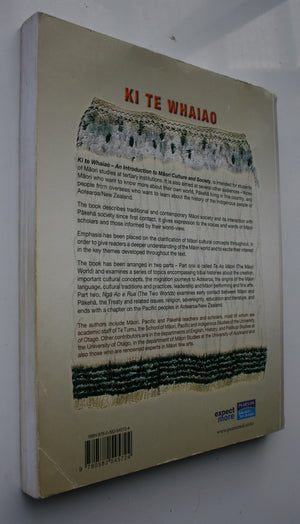 KI TE WHAIAO
Ki te Whaiao – An Introduction to Māori Culture and Society, is intended for students
of Māori studies at tertiary institutions. It is also aimed at several other audiences –
Māori who want to know more about their own world, Pākehā living in this country, and
people from overseas who want to learn about the history of the indigenous people of
Aotearoa/New Zealand.
The book describes traditional and contemporary Māori society and its interaction with
Pākehā society since first contact. It gives expression to the voices and words of Māori
scholars and those informed by their world-view.
Emphasis has been placed on the clarification of Māori cultural concepts throughout, in
order to give readers a deeper understanding of the Māori world and excite their interest
in the key themes developed throughout the text.
The book has been arranged in two parts – Part one is called Te Ao Māori (The Māori
World) and examines a series of topics encompassing tribal histories about the creation,
important cultural concepts, the migration journeys to Aotearoa, the origins of the Māori
language, cultural traditions and practices, leadership and Māori performing and fine arts.
Part two, Ngā Ao e Rua (The Two Worlds) examines early contact between Māori and
Pākehā, the Treaty and related issues, religion, sovereignty, education and literature, and
ends with a chapter on the Pacific peoples in Aotearoa/New Zealand.
The authors include Māori, Pacific and Pākehā teachers and scholars, most of whom are
academic staff of Te Tumu, the School of Māori, Pacific and Indigenous Studies of the University
of Otago. Other contributors are in the departments of English, History, and Political Studies of
the University of Otago, in the department of Māori Studies at the University of Auckland and
also those who are renowned experts in Māori fine arts.
expect
more
PEARSON